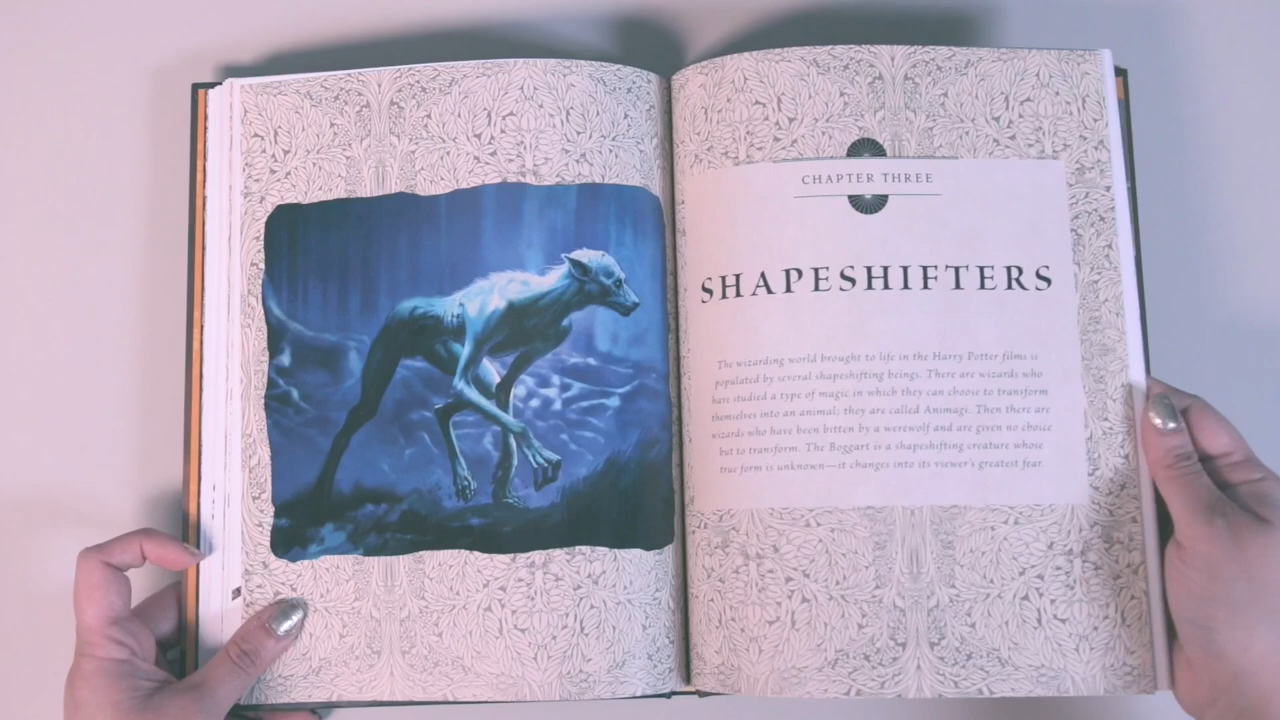 CHAPTER THREE
SHAPESHIFTERS
The wizarding world brought to life in the Harry Potter films is
populated by several shapeshifting beings. There are wizards who
have studied a type of magic in which they can choose to transform
themselves into an animal; they are called Animagi. Then there are
wizards who have been bitten by a werewolf and are given no choice
but to transform. The Boggart is a shapeshifting creature whose
true form is unknown—it changes into its viewer's greatest fear.